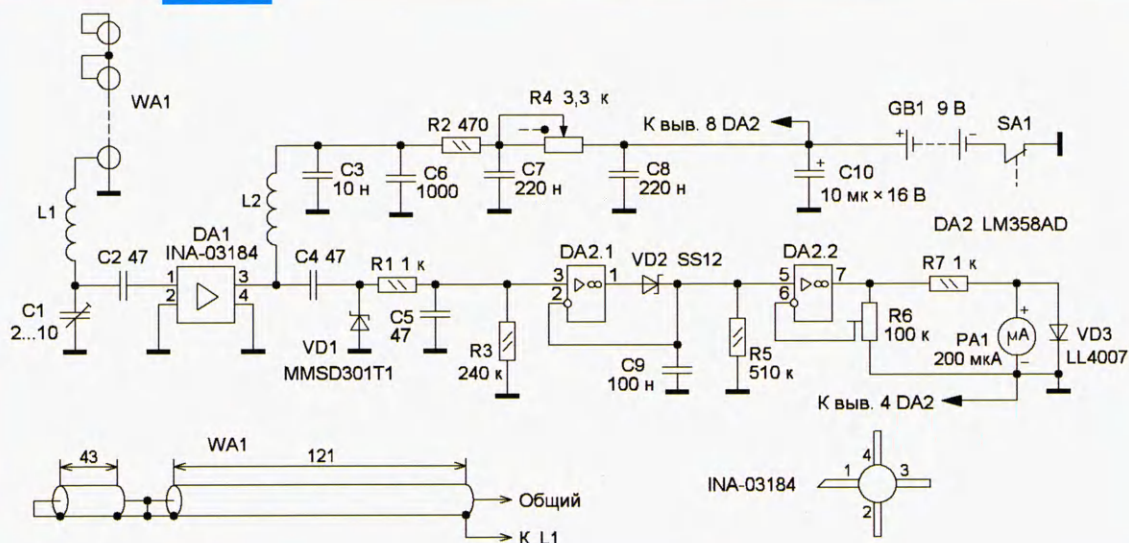 WA1
R4 3,3 к
К выв. 8 DA2
GB1 9 В
SA1
R2 470
+
−
C3
10 н
C6
1000
C7
220 н
C8
220 н
+
C10
10 мк × 16 В
L1
L2
DA2 LM358AD
DA1
INA-03184
C2 47
1
2
3
4
C4 47
R1 1 к
DA2.1
3
2
1
▷∞
VD2 SS12
DA2.2
5
6
7
▷∞
R7 1 к
C1
2...10
VD1
MMSD301T1
C5
47
R3
240 к
C9
100 н
R5
510 к
R6
100 к
+
PA1
μA
200 мкА
−
VD3
LL4007
К выв. 4 DA2
WA1
43
121
Общий
К L1
INA-03184
4
1
3
2